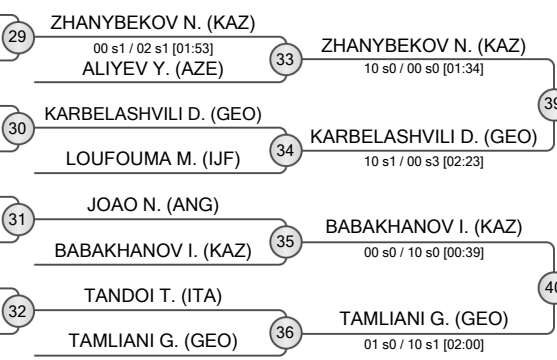 29
ZHANYBEKOV N. (KAZ)
00 s1 / 02 s1 [01:53]
ALIYEV Y. (AZE)
33
ZHANYBEKOV N. (KAZ)
10 s0 / 00 s0 [01:34]
39
30
KARBELASHVILI D. (GEO)
LOUFOUMA M. (IJF)
34
KARBELASHVILI D. (GEO)
10 s1 / 00 s3 [02:23]
31
JOAO N. (ANG)
BABAKHANOV I. (KAZ)
35
BABAKHANOV I. (KAZ)
00 s0 / 10 s0 [00:39]
40
32
TANDOI T. (ITA)
TAMLIANI G. (GEO)
36
TAMLIANI G. (GEO)
01 s0 / 10 s1 [02:00]